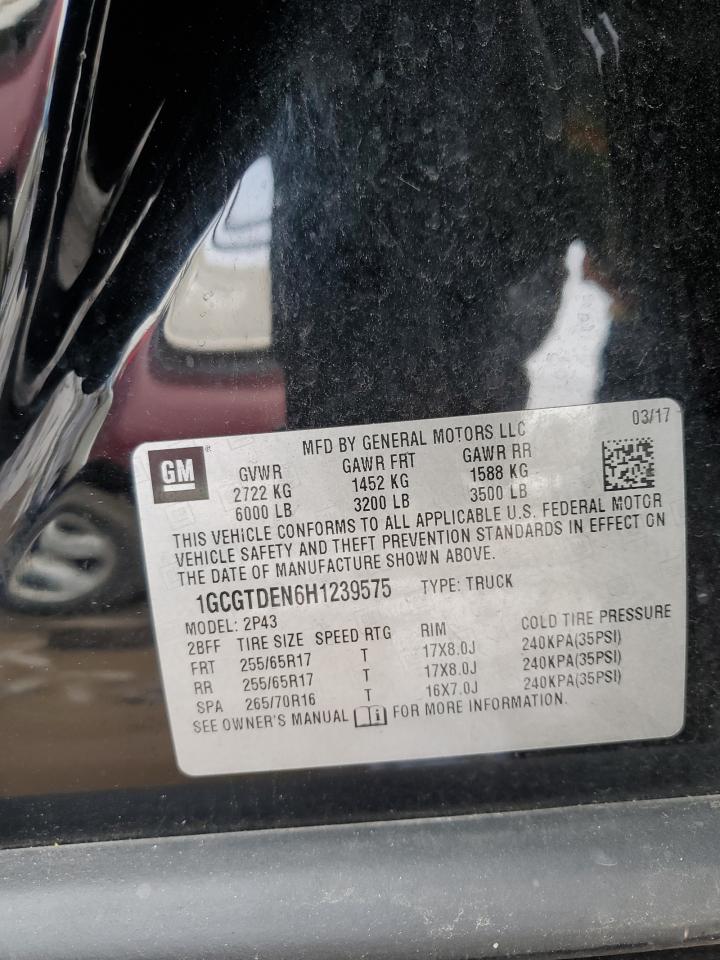 03/17
GM
MFD BY GENERAL MOTORS LLC
GVWR GAWR FRT GAWR RR
2722 KG 1452 KG 1588 KG
6000 LB 3200 LB 3500 LB
THIS VEHICLE CONFORMS TO ALL APPLICABLE U.S. FEDERAL MOTOR
VEHICLE SAFETY AND THEFT PREVENTION STANDARDS IN EFFECT ON
THE DATE OF MANUFACTURE SHOWN ABOVE.
1GCGTDEN6H1239575 TYPE: TRUCK
MODEL: 2P43
2BFF TIRE SIZE SPEED RTG RIM COLD TIRE PRESSURE
FRT 255/65R17 T 17X8.0J 240KPA(35PSI)
RR 255/65R17 T 17X8.0J 240KPA(35PSI)
SPA 265/70R16 T 16X7.0J 240KPA(35PSI)
SEE OWNER'S MANUAL FOR MORE INFORMATION.